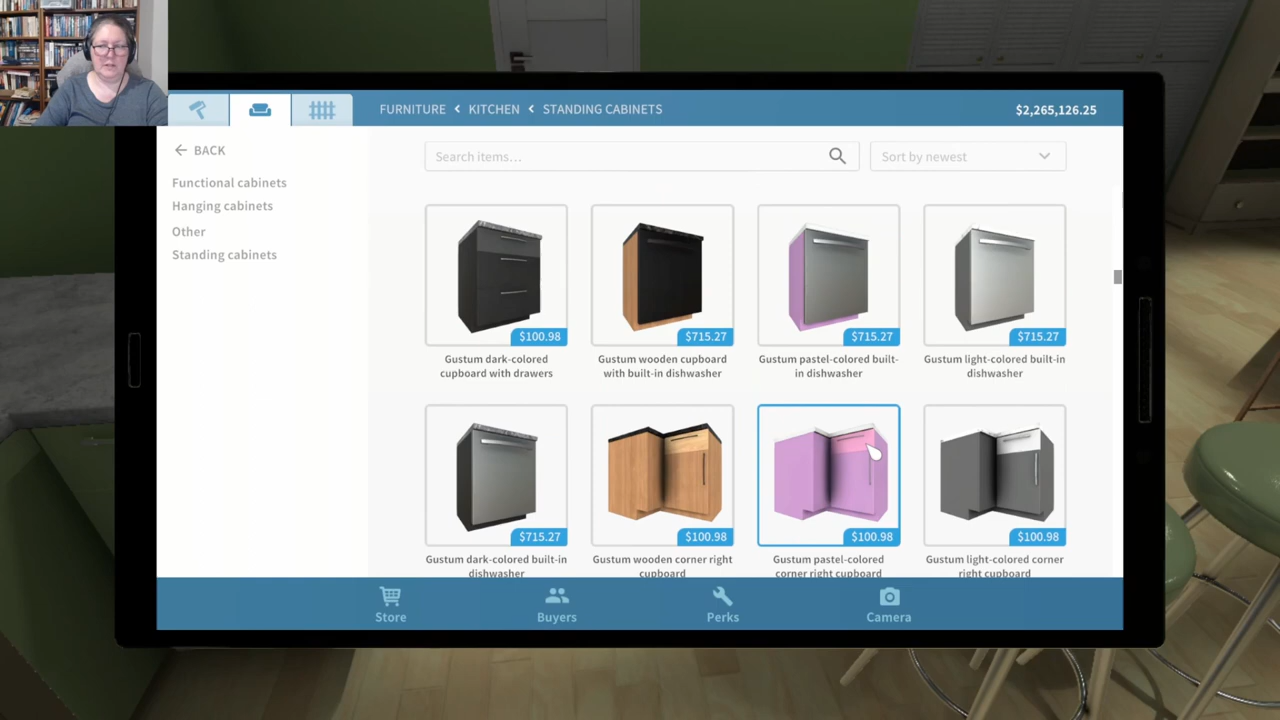 FURNITURE < KITCHEN < STANDING CABINETS
$2,265,126.25
BACK
Search items...
Sort by newest
Functional cabinets
Hanging cabinets
Other
Standing cabinets
$100.98
$715.27
$715.27
$715.27
Gustum dark-colored
cupboard with drawers
Gustum wooden cupboard
with built-in dishwasher
Gustum pastel-colored built-
in dishwasher
Gustum light-colored built-in
dishwasher
$715.27
$100.98
$100.98
$100.98
Gustum dark-colored built-in
dishwasher
Gustum wooden corner right
cupboard
Gustum pastel-colored
corner right cupboard
Gustum light-colored corner
right cupboard
Store
Buyers
Perks
Camera